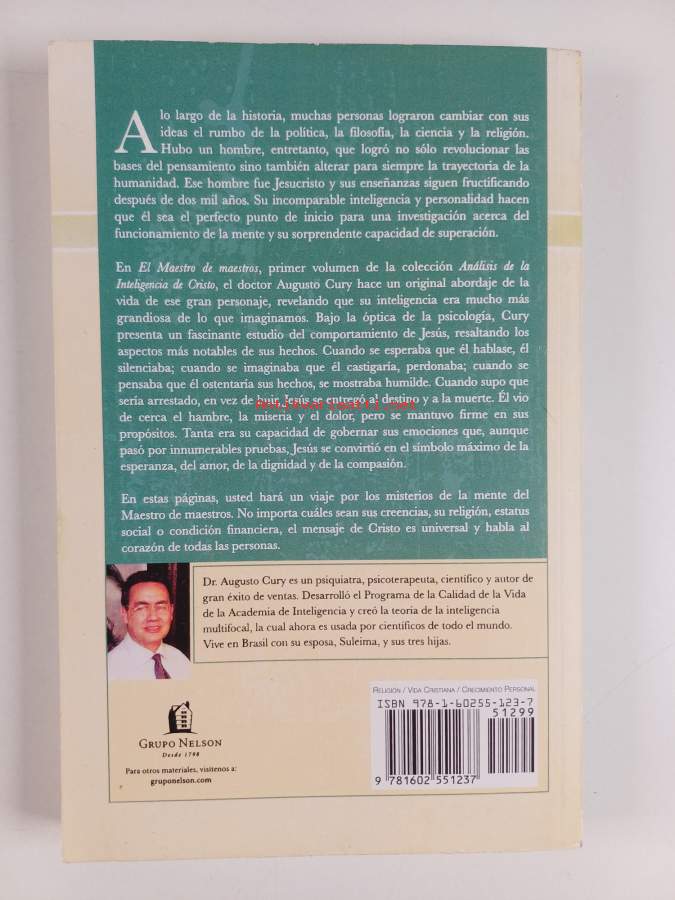 A lo largo de la historia, muchas personas lograron cambiar con sus
ideas el rumbo de la política, la filosofía, la ciencia y la religión.
Hubo un hombre, entretanto, que logró no sólo revolucionar las
bases del pensamiento sino también alterar para siempre la trayectoria de la
humanidad. Ese hombre fue Jesucristo y sus enseñanzas siguen fructificando
después de dos mil años. Su incomparable inteligencia y personalidad hacen
que él sea el perfecto punto de inicio para una investigación acerca del
funcionamiento de la mente y su sorprendente capacidad de superación.
En El Maestro de maestros, primer volumen de la colección Análisis de la
Inteligencia de Cristo, el doctor Augusto Cury hace un original abordaje de la
vida de ese gran personaje, revelando que su inteligencia era mucho más
grandiosa de lo que imaginamos. Bajo la óptica de la psicología, Cury
presenta un fascinante estudio del comportamiento de Jesús, resaltando los
aspectos más notables de sus hechos. Cuando se esperaba que él hablase, él
silenciaba; cuando se imaginaba que él castigaría, perdonaba; cuando se
pensaba que él ostentaría sus hechos, se mostraba humilde. Cuando supo que
sería arrestado, en vez de huir, Jesús se entregó al destino y a la muerte. Él vio
de cerca el hambre, la miseria y el dolor, pero se mantuvo firme en sus
propósitos. Tanta era su capacidad de gobernar sus emociones que, aunque
pasó por innumerables pruebas, Jesús se convirtió en el símbolo máximo de la
esperanza, del amor, de la dignidad y de la compasión.
En estas páginas, usted hará un viaje por los misterios de la mente del
Maestro de maestros. No importa cuáles sean sus creencias, su religión, estatus
social o condición financiera, el mensaje de Cristo es universal y habla al
corazón de todas las personas.
Dr. Augusto Cury es un psiquiatra, psicoterapeuta, científico y autor de
gran éxito de ventas. Desarrolló el Programa de la Calidad de la Vida
de la Academia de Inteligencia y creó la teoría de la inteligencia
multifocal, la cual ahora es usada por científicos de todo el mundo.
Vive en Brasil con su esposa, Suleima, y sus tres hijas.
Grupo Nelson
Desde 1798
Para otros materiales, visítenos a:
gruponelson.com
Religión / Vida Cristiana / Crecimiento Personal
ISBN 978-1-60255-123-7
51299
9 781602 551237